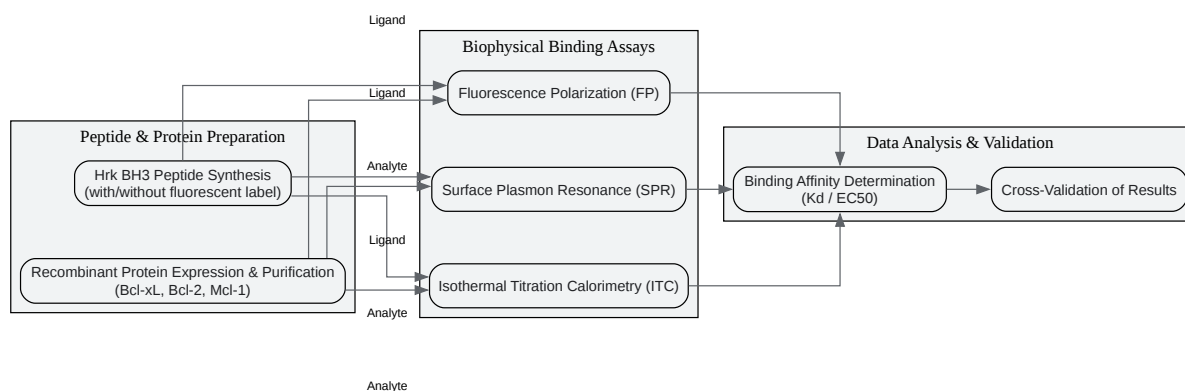 Ligand
Biophysical Binding Assays
Fluorescence Polarization (FP)
Ligand
Peptide & Protein Preparation
Hrk BH3 Peptide Synthesis
(with/without fluorescent label)
Analyte
Surface Plasmon Resonance (SPR)
Data Analysis & Validation
Binding Affinity Determination
(Kd / EC50)
Cross-Validation of Results
Ligand
Recombinant Protein Expression & Purification
(Bcl-xL, Bcl-2, Mcl-1)
Isothermal Titration Calorimetry (ITC)
Analyte
Analyte